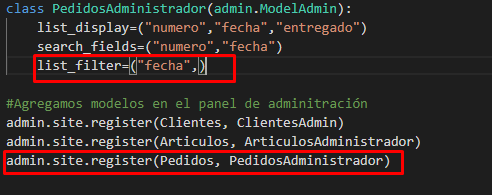 class PedidosAdministrador(admin.ModelAdmin):
list_display=("numero","fecha","entregado")
search_fields=("numero","fecha")
list_filter=("fecha",)
#Agregamos modelos en el panel de adminitración
admin.site.register(Clientes, ClientesAdmin)
admin.site.register(Articulos, ArticulosAdministrador)
admin.site.register(Pedidos, PedidosAdministrador)